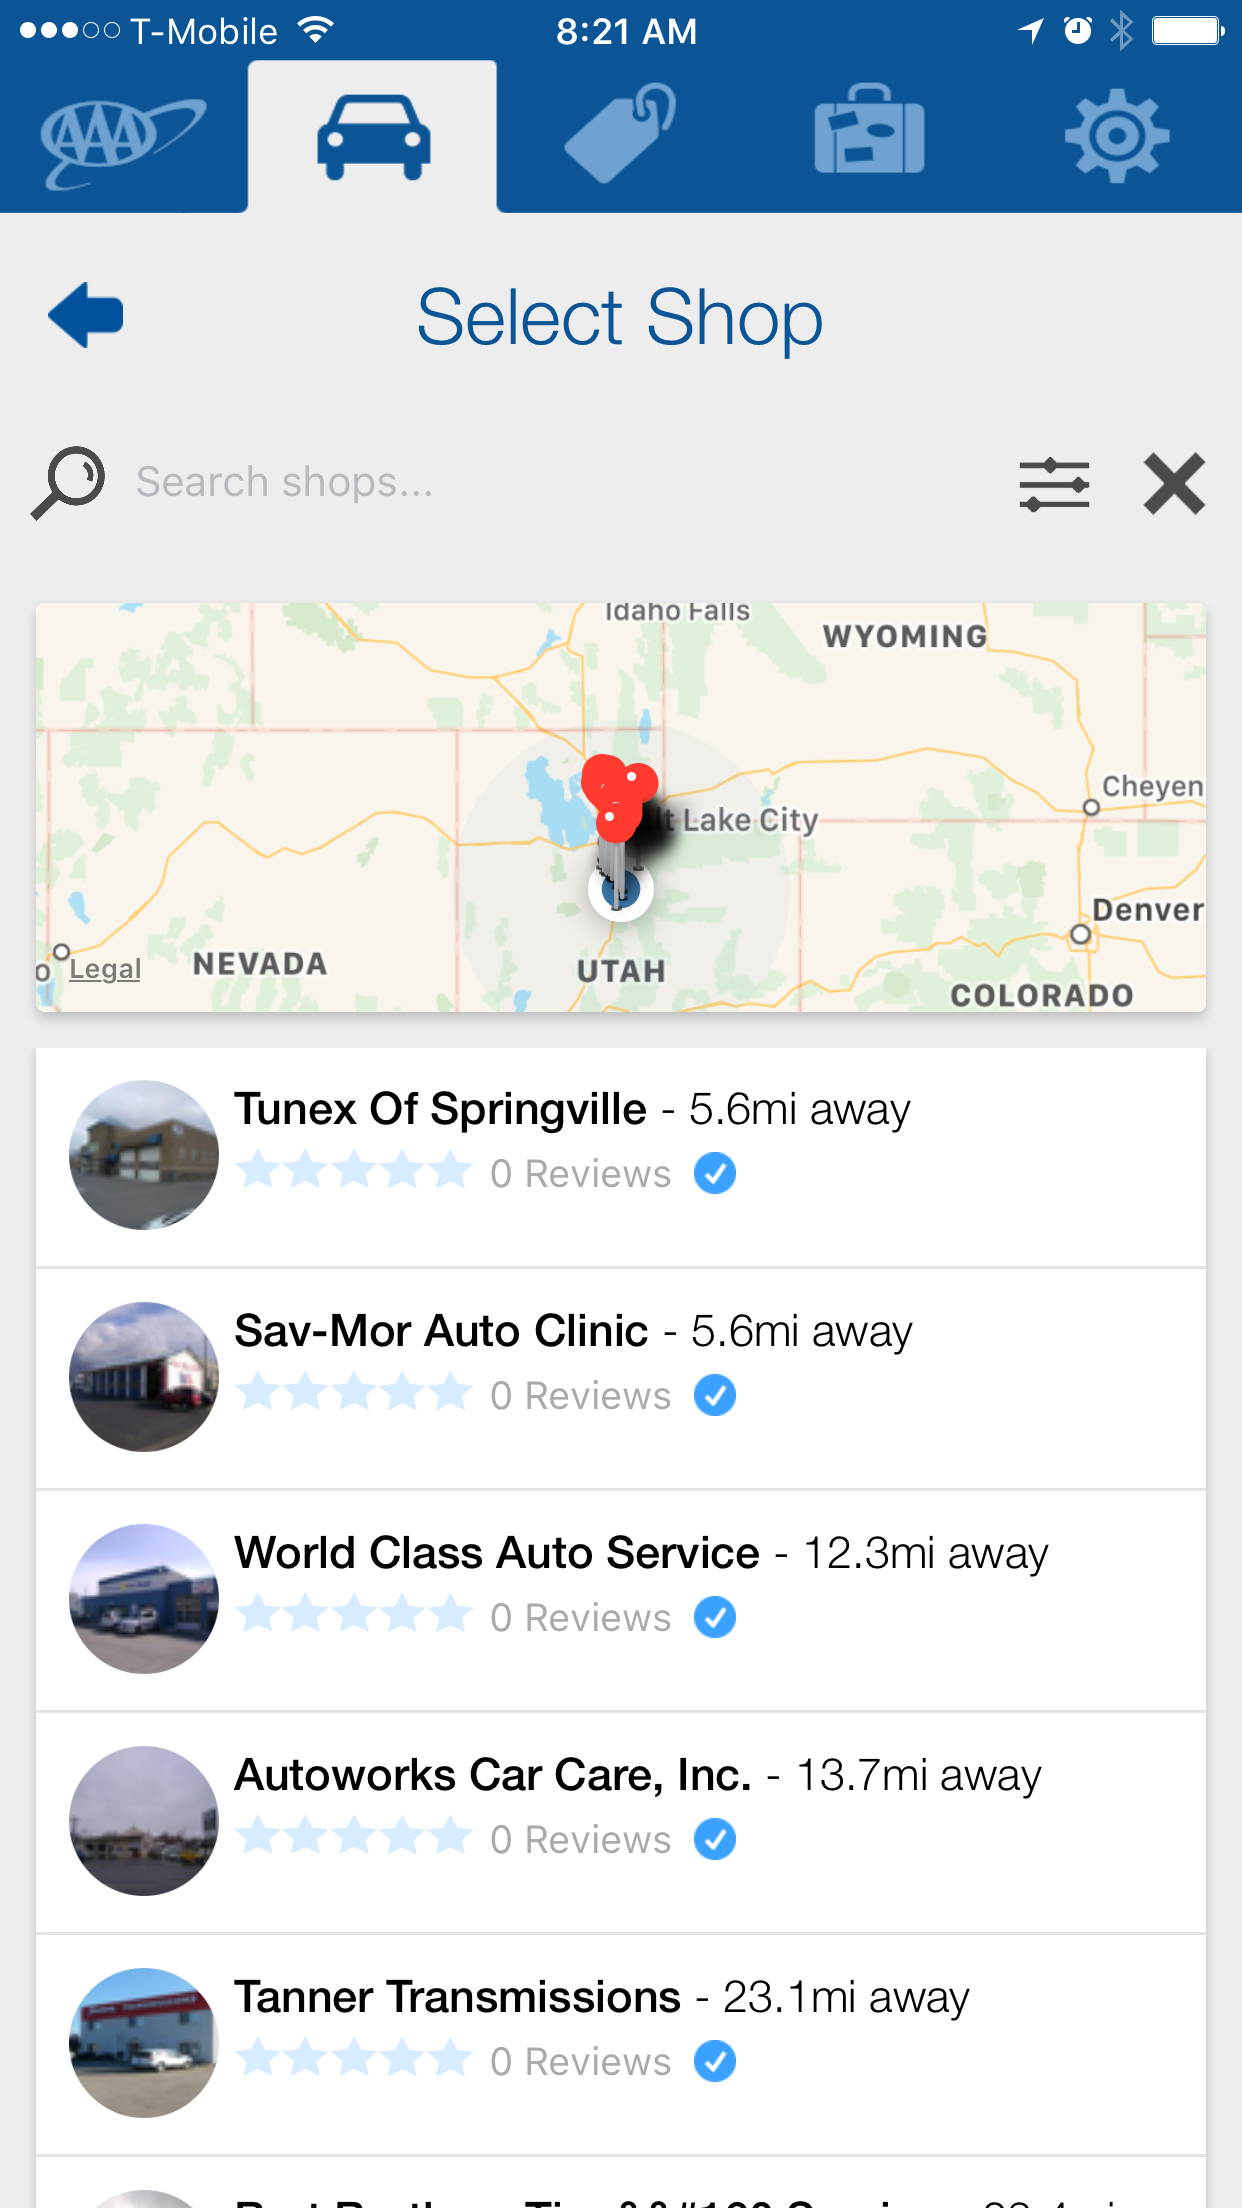 T-Mobile 8:21 AM
AAA
Select Shop
Search shops...
Idaho Falls
WYOMING
Cheyen
Lake City
Denver
Legal
NEVADA
UTAH
COLORADO
Tunex Of Springville - 5.6mi away
0 Reviews
Sav-Mor Auto Clinic - 5.6mi away
0 Reviews
World Class Auto Service - 12.3mi away
0 Reviews
Autoworks Car Care, Inc. - 13.7mi away
0 Reviews
Tanner Transmissions - 23.1mi away
0 Reviews